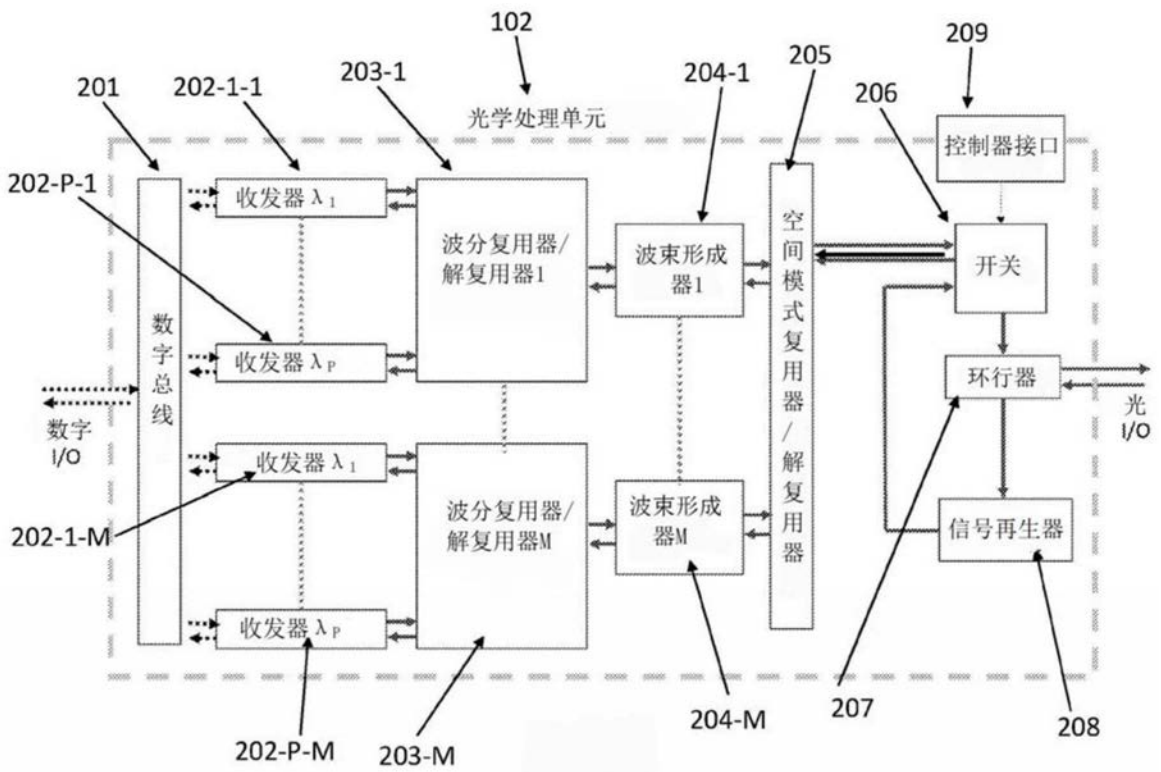 102
209
201
202-1-1
203-1
204-1
205
206
光学处理单元
控制器接口
202-P-1
收发器 λ1
波分复用器/
解复用器1
波束形成
器1
空间模式复用器/解复用器
开关
数字总线
收发器 λP
环行器
数字
I/O
光
I/O
收发器 λ1
202-1-M
波分复用器/
解复用器M
波束形成
器M
信号再生器
收发器 λP
202-P-M
203-M
204-M
207
208